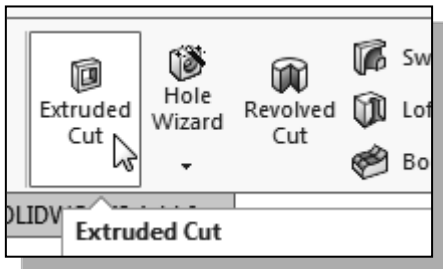 Extruded
Cut
Hole
Wizard
Revolved
Cut
Sw
Lof
Bo
Extruded Cut